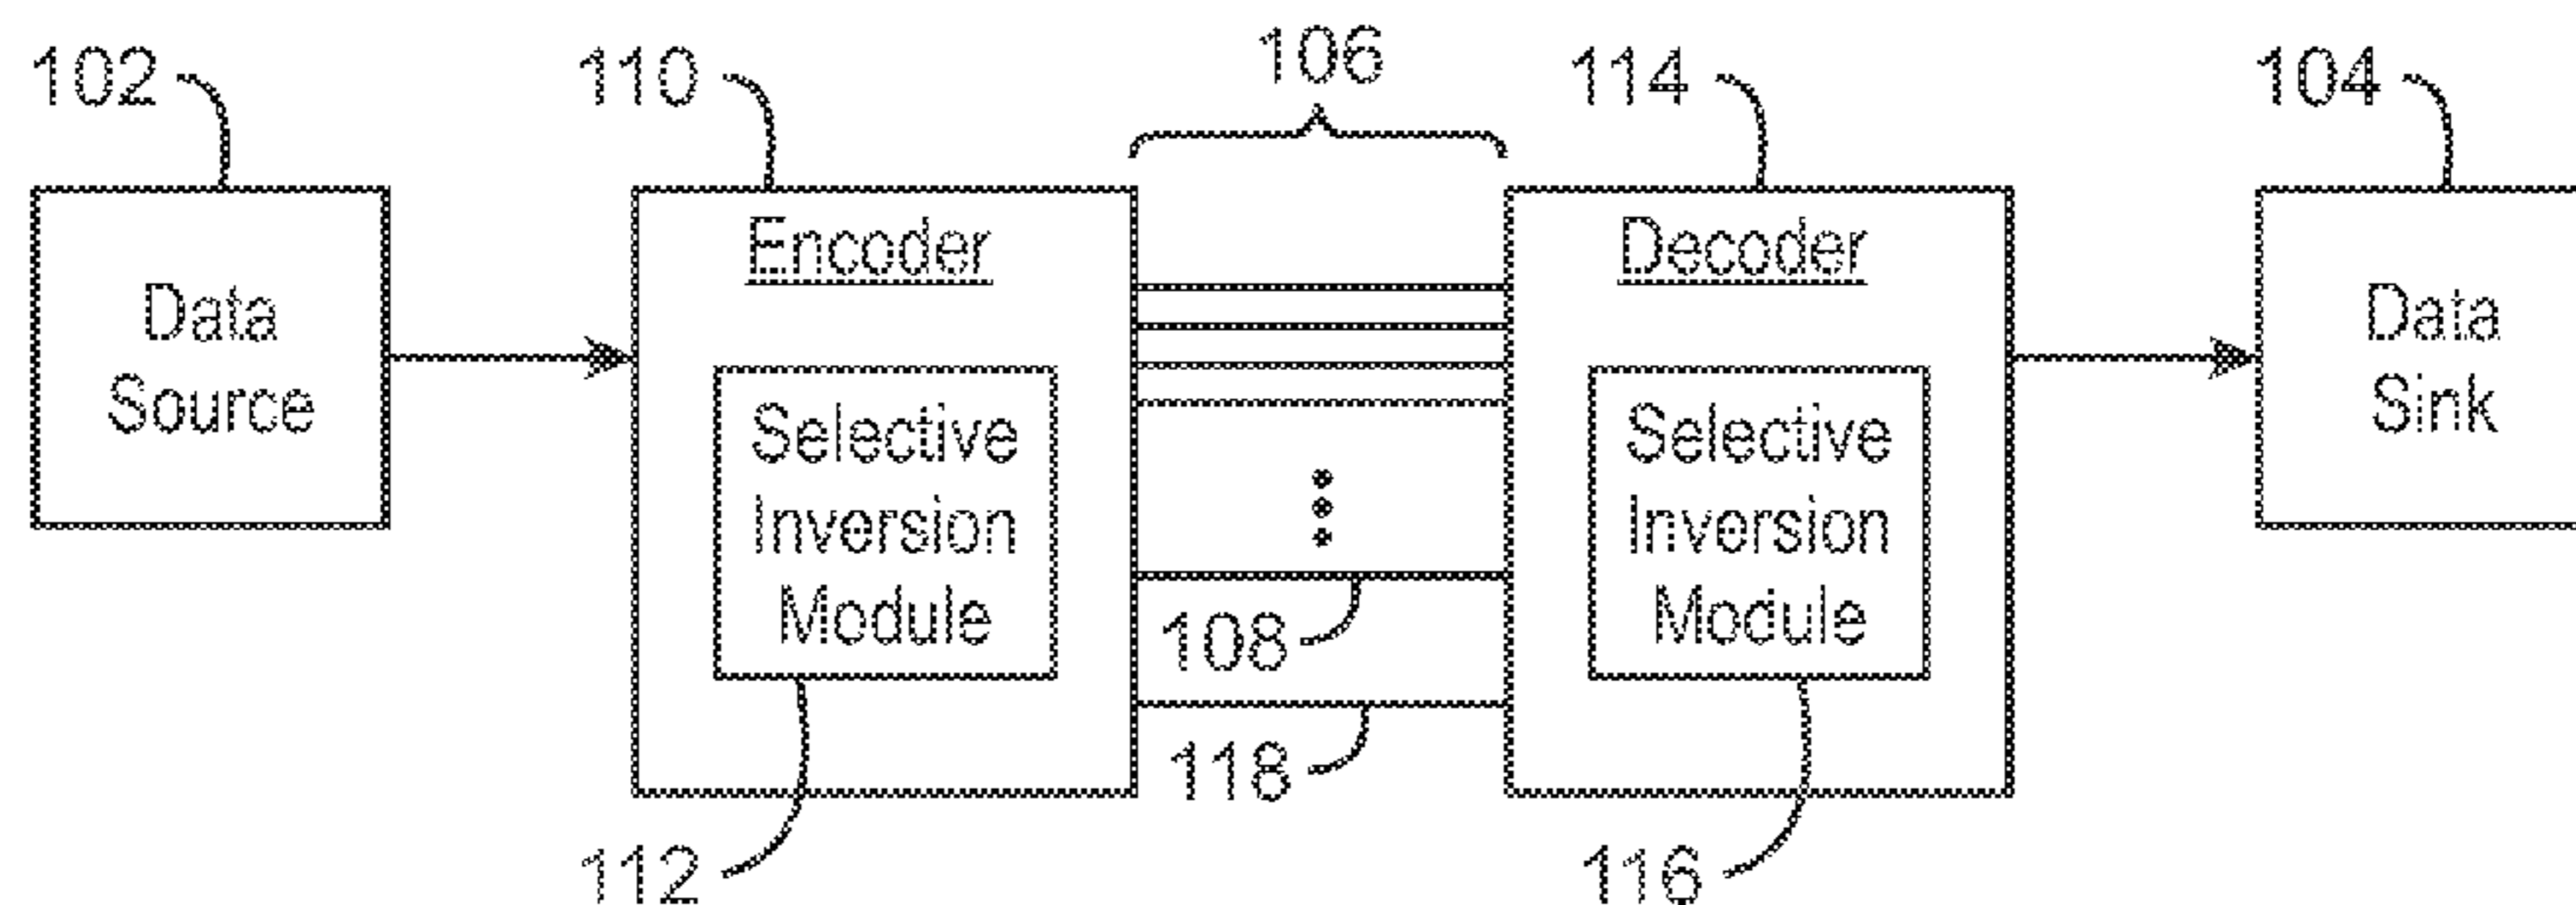 102
110
106
114
104
Data
Source
Encoder
Selective
Inversion
Module
Decoder
Selective
Inversion
Module
Data
Sink
108
118
112
116